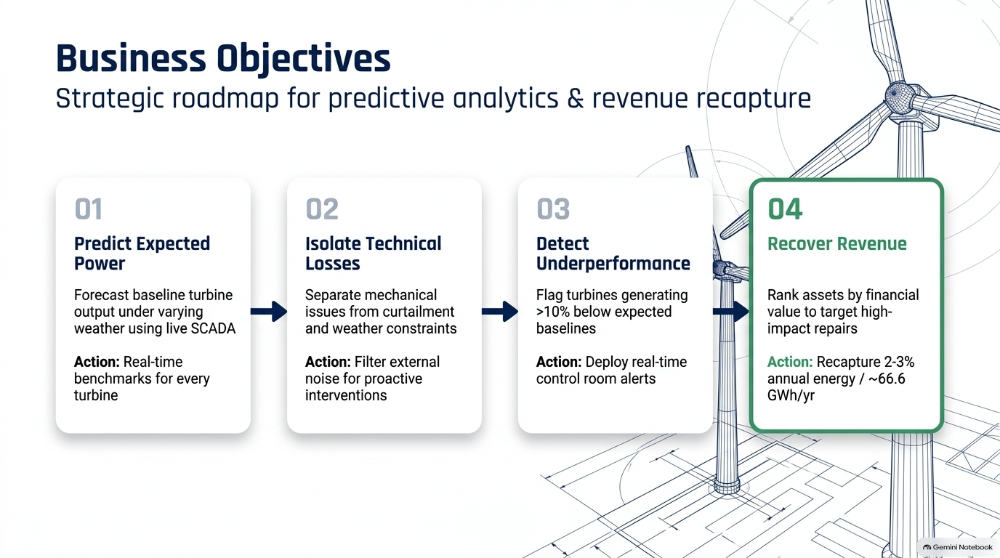 Business Objectives
Strategic roadmap for predictive analytics & revenue recapture
01
Predict Expected
Power
Forecast baseline turbine
output under varying
weather using live SCADA
Action: Real-time
benchmarks for every
turbine
02
Isolate Technical
Losses
Separate mechanical
issues from curtailment
and weather constraints
Action: Filter external
noise for proactive
interventions
03
Detect
Underperformance
Flag turbines generating
>10% below expected
baselines
Action: Deploy real-time
control room alerts
04
Recover Revenue
Rank assets by financial
value to target high-
impact repairs
Action: Recapture 2-3%
annual energy / ~66.6
GWh/yr
Gemini Notebook